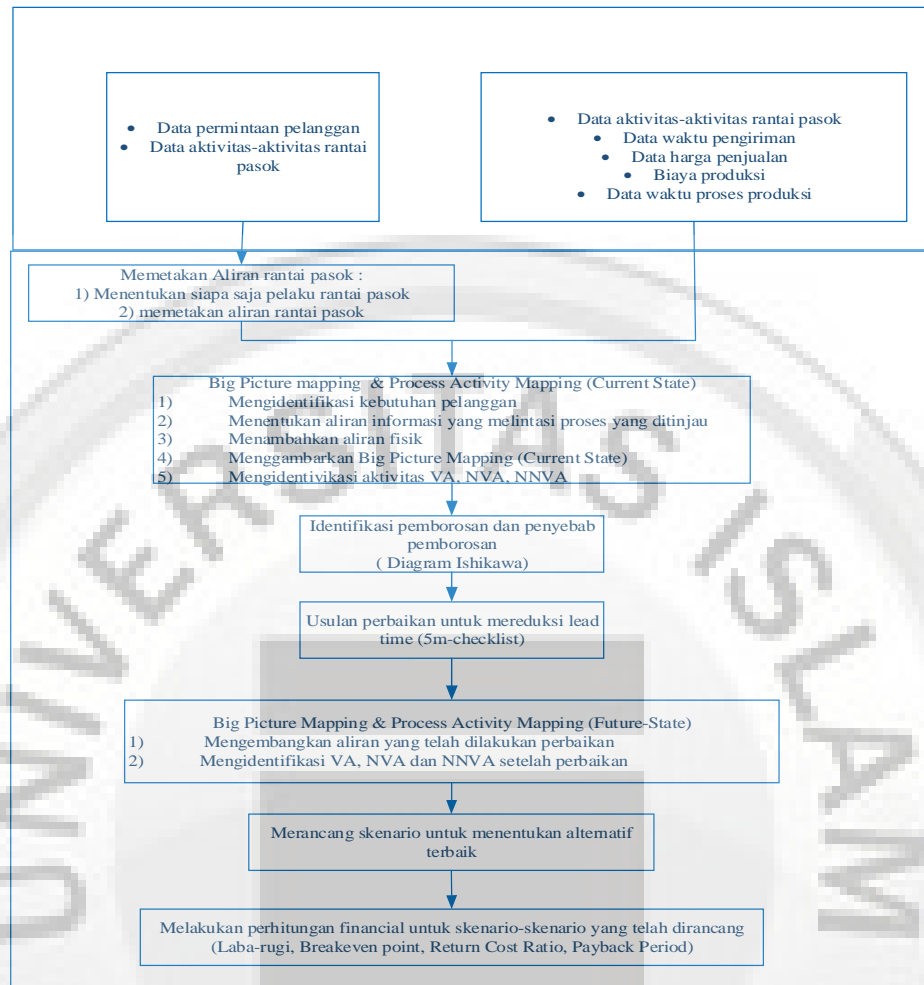 • Data permintaan pelanggan
• Data aktivitas-aktivitas rantai
pasok
• Data aktivitas-aktivitas rantai pasok
• Data waktu pengiriman
• Data harga penjualan
• Biaya produksi
• Data waktu proses produksi
Memetakan Aliran rantai pasok :
1) Menentukan siapa saja pelaku rantai pasok
2) memetakan aliran rantai pasok
Big Picture mapping & Process Activity Mapping (Current State)
1) Mengidentifikasi kebutuhan pelanggan
2) Menentukan aliran informasi yang melintasi proses yang ditinjau
3) Menambahkan aliran fisik
4) Menggambarkan Big Picture Mapping (Current State)
5) Mengidentivikasi aktivitas VA, NVA, NNVA
Identifikasi pemborosan dan penyebab
pemborosan
( Diagram Ishikawa)
Usulan perbaikan untuk mereduksi lead
time (5m-checklist)
Big Picture Mapping & Process Activity Mapping (Future-State)
1) Mengembangkan aliran yang telah dilakukan perbaikan
2) Mengidentifikasi VA, NVA dan NNVA setelah perbaikan
Merancang skenario untuk menentukan alternatif
terbaik
Melakukan perhitungan financial untuk skenario-skenario yang telah dirancang
(Laba-rugi, Breakeven point, Return Cost Ratio, Payback Period)
UNIVERSITAS ISLAM